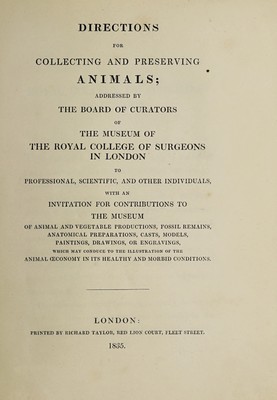 DIRECTIONS
FOR
COLLECTING AND PRESERVING
ANIMALS;
ADDRESSED BY
THE BOARD OF CURATORS
OF
THE MUSEUM OF
THE ROYAL COLLEGE OF SURGEONS
IN LONDON
TO
PROFESSIONAL, SCIENTIFIC, AND OTHER INDIVIDUALS,
WITH AN
INVITATION FOR CONTRIBUTIONS TO
THE MUSEUM
OF ANIMAL AND VEGETABLE PRODUCTIONS, FOSSIL REMAINS,
ANATOMICAL PREPARATIONS, CASTS, MODELS,
PAINTINGS, DRAWINGS, OR ENGRAVINGS,
WHICH MAY CONDUCE TO THE ILLUSTRATION OF THE
ANIMAL ŒCONOMY IN ITS HEALTHY AND MORBID CONDITIONS.
LONDON:
PRINTED BY RICHARD TAYLOR, RED LION COURT, FLEET STREET.
1835.